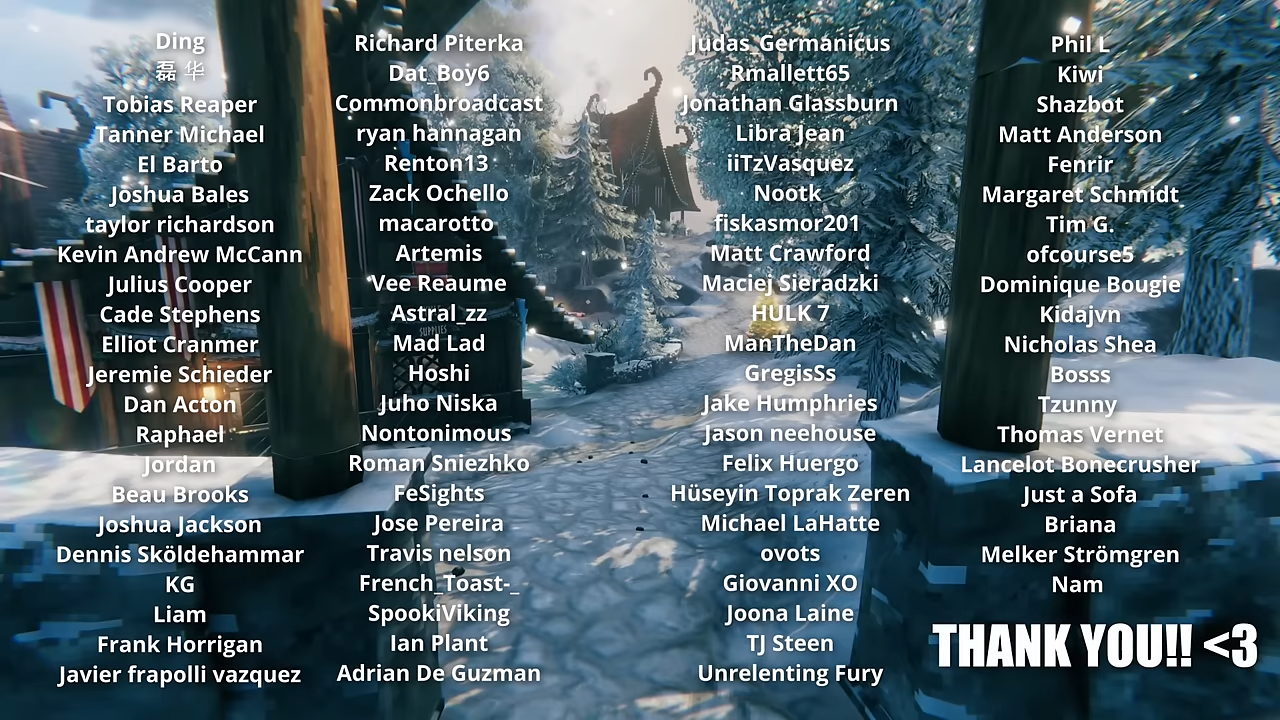 Ding
磊 华
Tobias Reaper
Tanner Michael
El Barto
Joshua Bales
taylor richardson
Kevin Andrew McCann
Julius Cooper
Cade Stephens
Elliot Cranmer
Jeremie Schieder
Dan Acton
Raphael
Jordan
Beau Brooks
Joshua Jackson
Dennis Sköldehammar
KG
Liam
Frank Horrigan
Javier frapolli vazquez
Richard Piterka
Dat_Boy6
Commonbroadcast
ryan hannagan
Renton13
Zack Ochello
macarotto
Artemis
Vee Reaume
Astral_zz
SUPPLIES
Mad Lad
Hoshi
Juho Niska
Nontonimous
Roman Sniezhko
FeSights
Jose Pereira
Travis nelson
French_Toast-_
SpookiViking
Ian Plant
Adrian De Guzman
Judas_Germanicus
Rmallett65
Jonathan Glassburn
Libra Jean
iiTzVasquez
Nootk
fiskasmor201
Matt Crawford
Maciej Sieradzki
HULK 7
ManTheDan
GregisSs
Jake Humphries
Jason neehouse
Felix Huergo
Hüseyin Toprak Zeren
Michael LaHatte
ovots
Giovanni XO
Joona Laine
TJ Steen
Unrelenting Fury
Phil L
Kiwi
Shazbot
Matt Anderson
Fenrir
Margaret Schmidt
Tim G.
ofcourse5
Dominique Bougie
Kidajvn
Nicholas Shea
Bosss
Tzunny
Thomas Vernet
Lancelot Bonecrusher
Just a Sofa
Briana
Melker Strömgren
Nam
THANK YOU!! <3